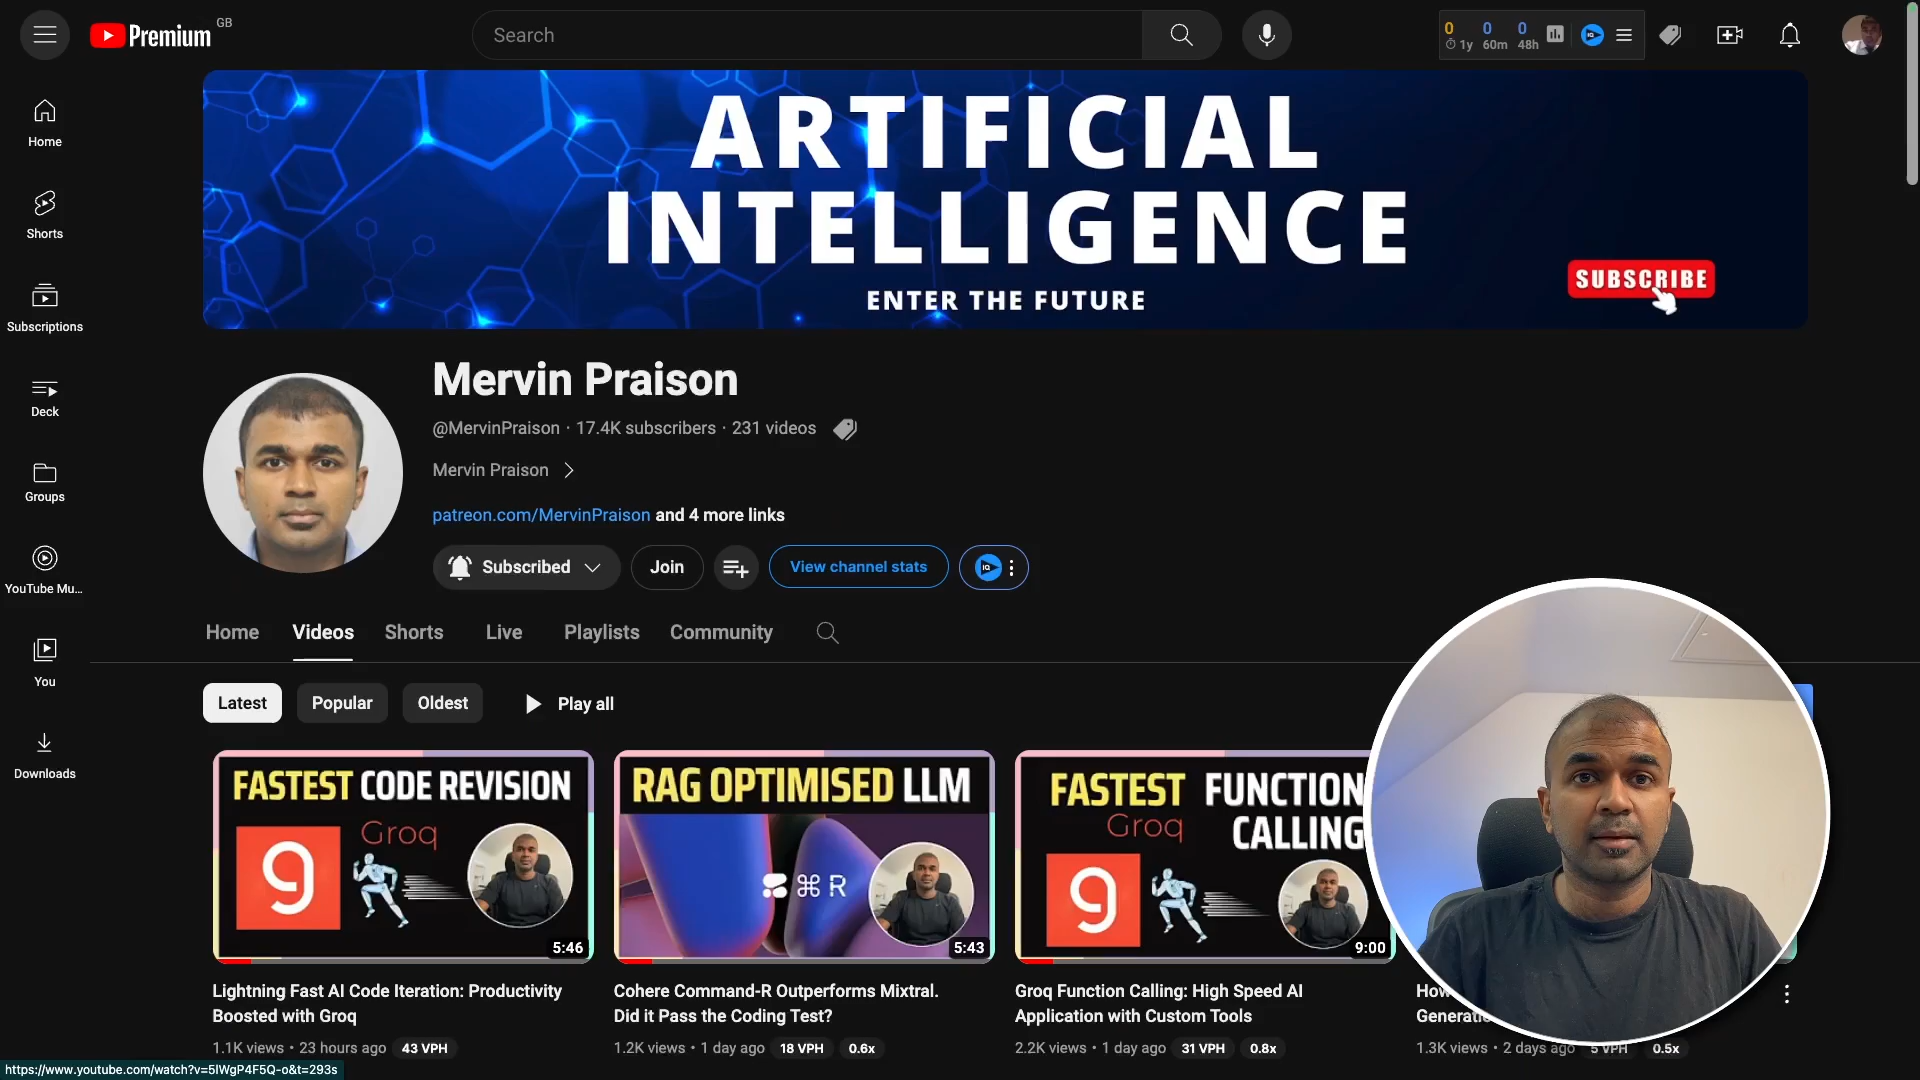 Premium GB
Search
0 0 0
1y 60m 48h
Home
Shorts
Subscriptions
Deck
Groups
YouTube Mu...
You
Downloads
ARTIFICIAL
INTELLIGENCE
ENTER THE FUTURE
SUBSCRIBE
Mervin Praison
@MervinPraison · 17.4K subscribers · 231 videos
Mervin Praison
patreon.com/MervinPraison and 4 more links
Subscribed Join View channel stats IQ
Home Videos Shorts Live Playlists Community
Latest Popular Oldest Play all
FASTEST CODE REVISION
Groq
g
5:46
Lightning Fast AI Code Iteration: Productivity
Boosted with Groq
1.1K views • 23 hours ago 43 VPH
RAG OPTIMISED LLM
⌘ R
5:43
Cohere Command-R Outperforms Mixtral.
Did it Pass the Coding Test?
1.2K views • 1 day ago 18 VPH 0.6x
FASTEST FUNCTION
Groq CALLING
g
9:00
Groq Function Calling: High Speed AI
Application with Custom Tools
2.2K views • 1 day ago 31 VPH 0.8x
1.3K views • 2 days ago 5 VPH 0.5x
https://www.youtube.com/watch?v=5IWgP4F5Q-o&t=293s